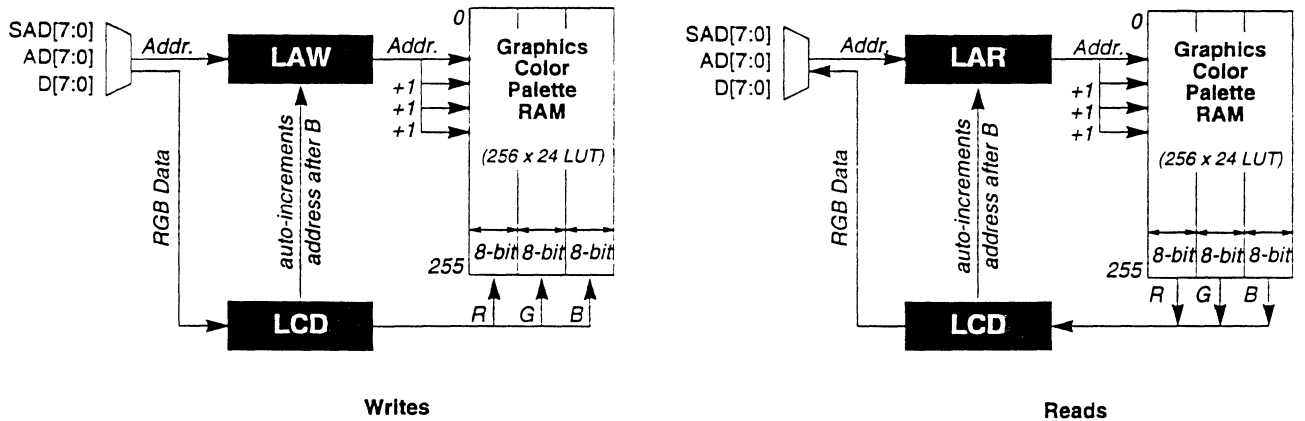 SAD[7:0]
AD[7:0]
D[7:0]
Addr.
LAW
Addr.
+1
+1
+1
0
Graphics
Color
Palette
RAM
(256 x 24 LUT)
8-bit 8-bit 8-bit
255
RGB Data
auto-increments
address after B
LCD
R G B
Writes
SAD[7:0]
AD[7:0]
D[7:0]
Addr.
LAR
Addr.
+1
+1
+1
0
Graphics
Color
Palette
RAM
(256 x 24 LUT)
8-bit 8-bit 8-bit
255
RGB Data
auto-increments
address after B
LCD
R G B
Reads